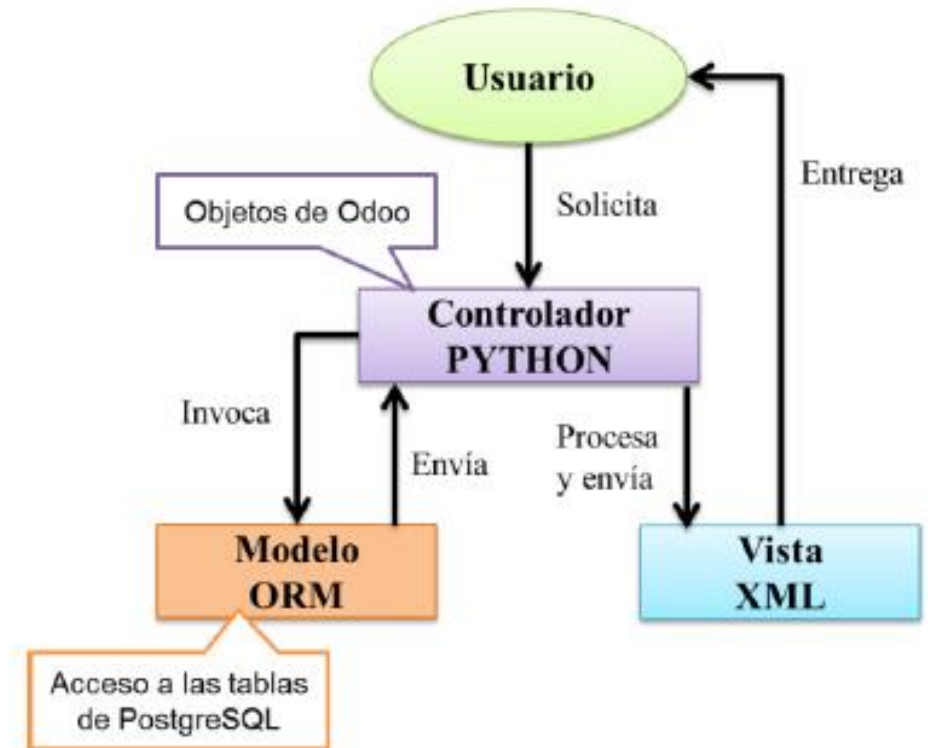 Usuario
Entrega
Solicita
Objetos de Odoo
Controlador
PYTHON
Invoca
Envía
Procesa
y envía
Modelo
ORM
Vista
XML
Acceso a las tablas
de PostgreSQL